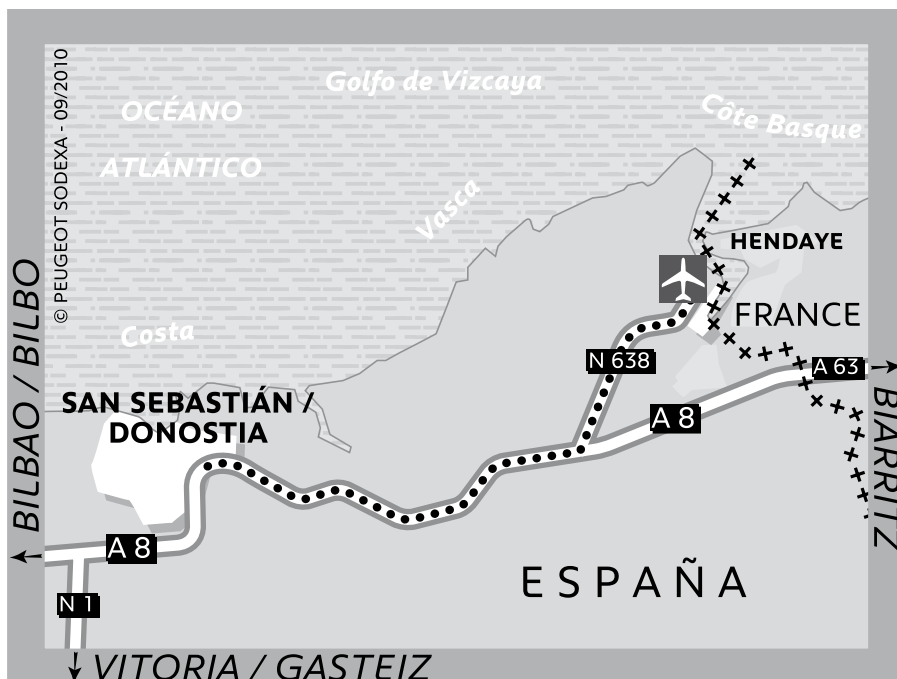 © PEUGEOT SODEXA - 09/2010
Golfo de Vizcaya
OCÉANO
ATLÁNTICO
Côte Basque
Vasca
Costa
HENDAYE
FRANCE
N 638
A 63
A 8
SAN SEBASTIÁN /
DONOSTIA
BILBAO / BILBO
BIARRITZ
A 8
N 1
ESPAÑA
VITORIA / GASTEIZ